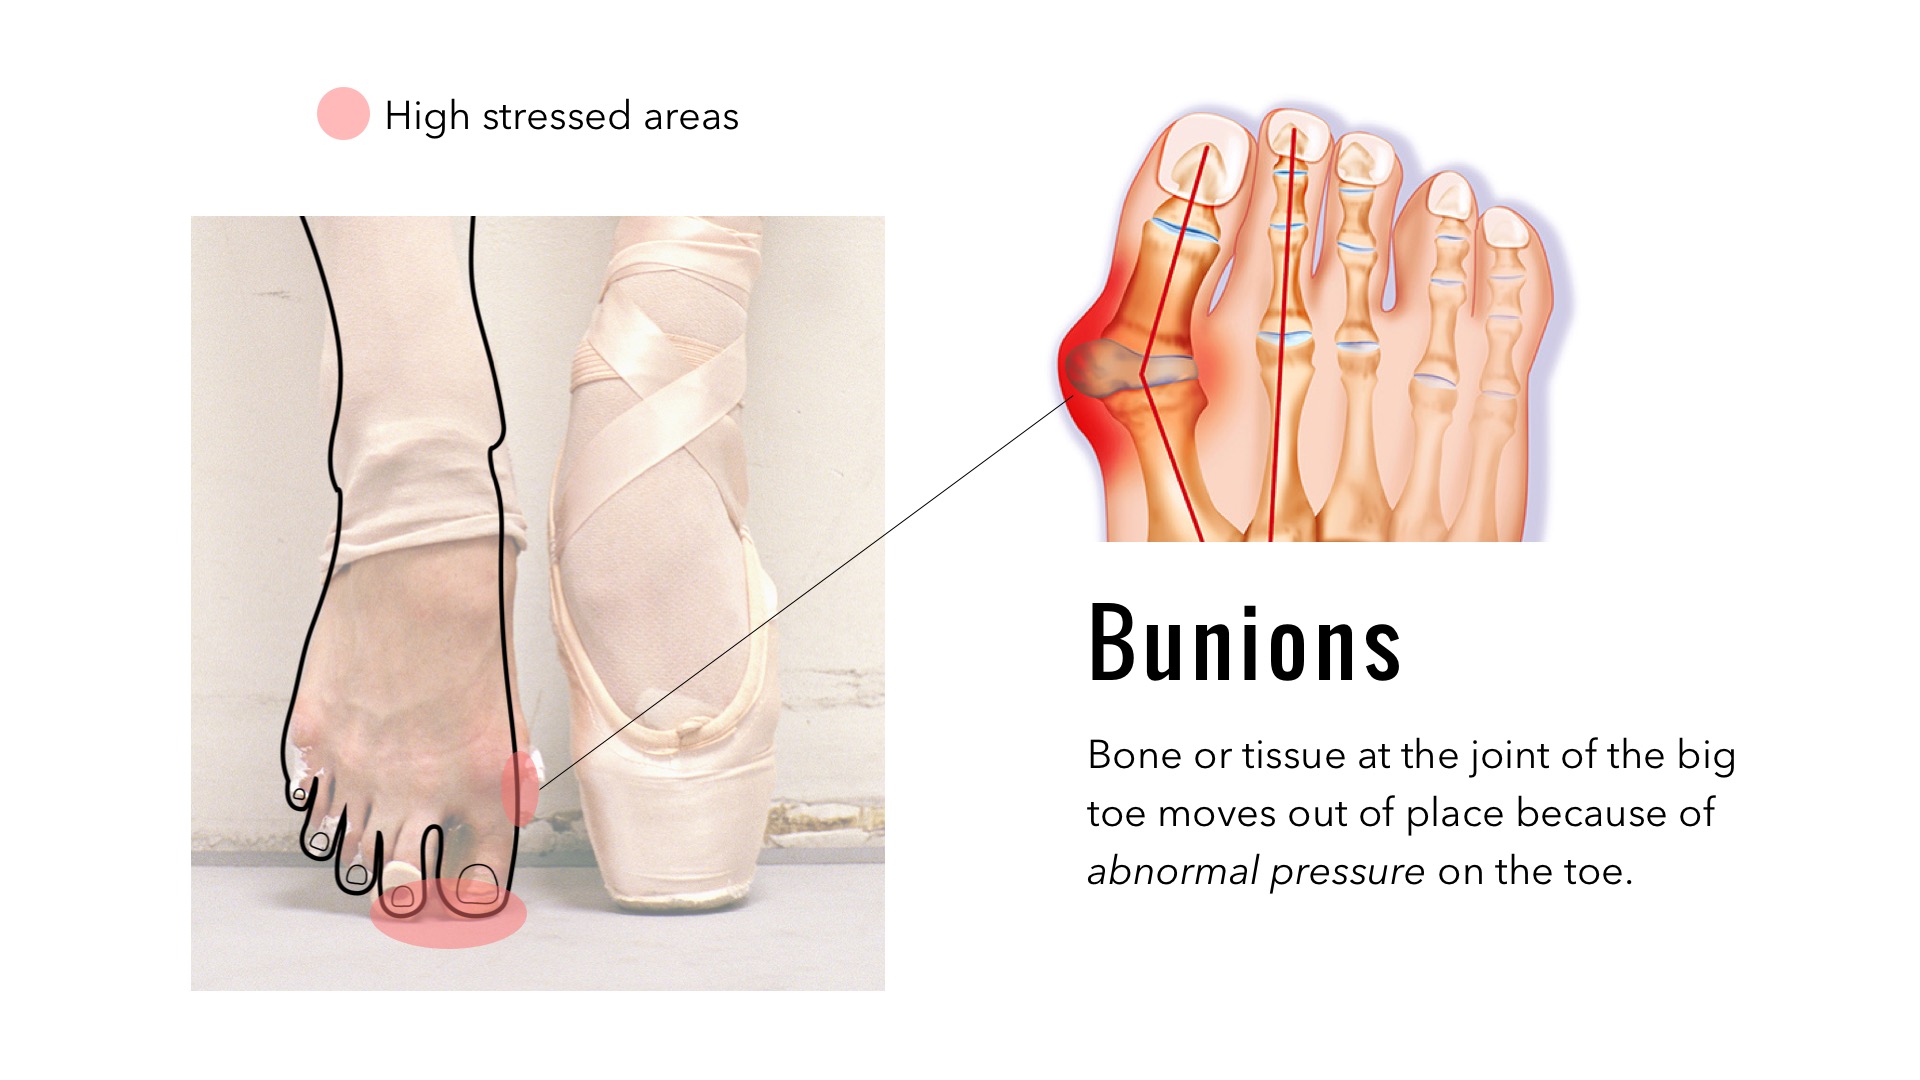 High stressed areas
Bunions
Bone or tissue at the joint of the big
toe moves out of place because of
abnormal pressure on the toe.